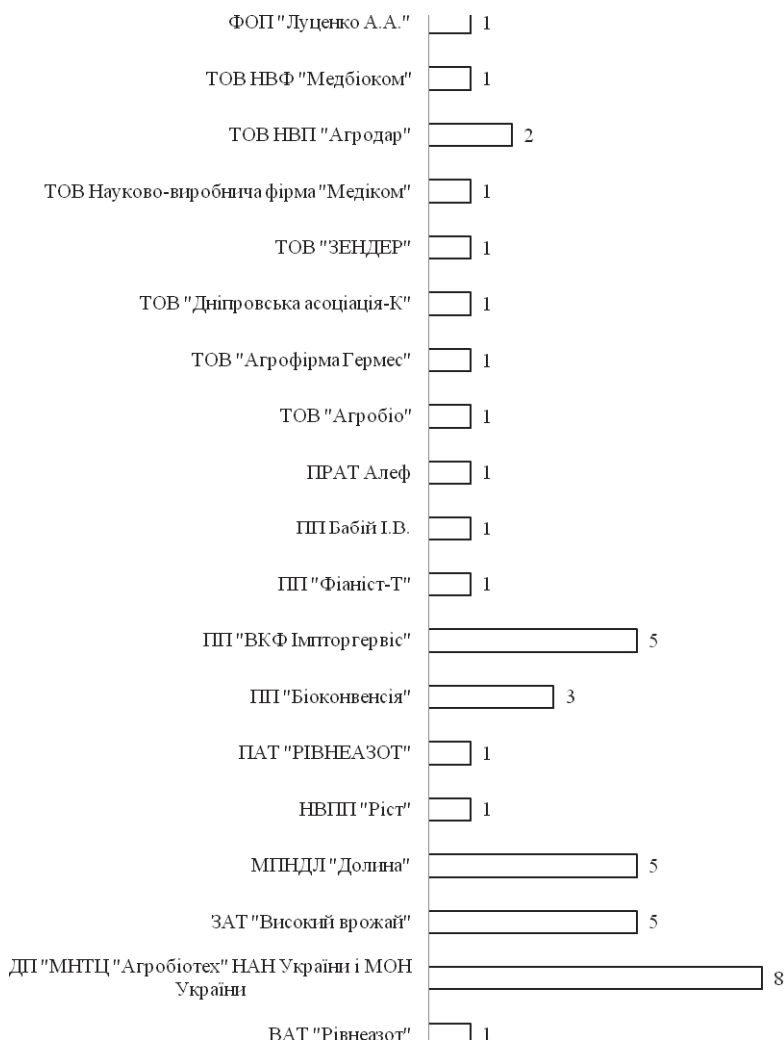 ФОП "Луценко А.А." 1
ТОВ НВФ "Медбіоком" 1
ТОВ НВП "Агродар" 2
ТОВ Науково-виробнича фірма "Медіком" 1
ТОВ "ЗЕНДЕР" 1
ТОВ "Дніпровська асоціація-К" 1
ТОВ "Агрофірма Гермес" 1
ТОВ "Агробіо" 1
ПРАТ Алеф 1
ПП Бабій І.В. 1
ПП "Фіаніст-Т" 1
ПП "ВКФ Імпторгервіс" 5
ПП "Біоконвенсія" 3
ПАТ "РІВНЕАЗОТ" 1
НВПП "Ріст" 1
МПНДЛ "Долина" 5
ЗАТ "Високий врожай" 5
ДП "МНТЦ "Агробіотех" НАН України і МОН
України 8
ВАТ "Рівнеазот" 1